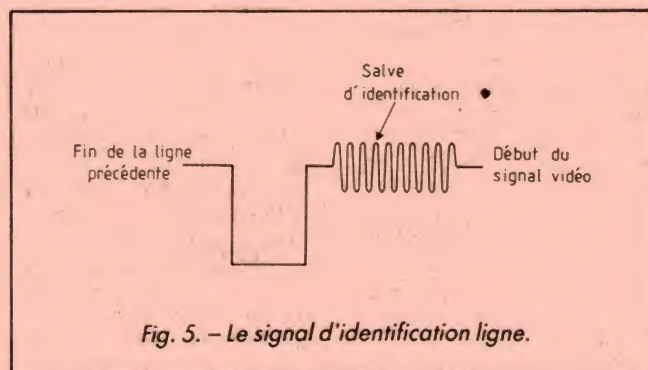 Salve
d'identification
Fin de la ligne
précédente
Début du
signal vidéo
Fig. 5. – Le signal d'identification ligne.